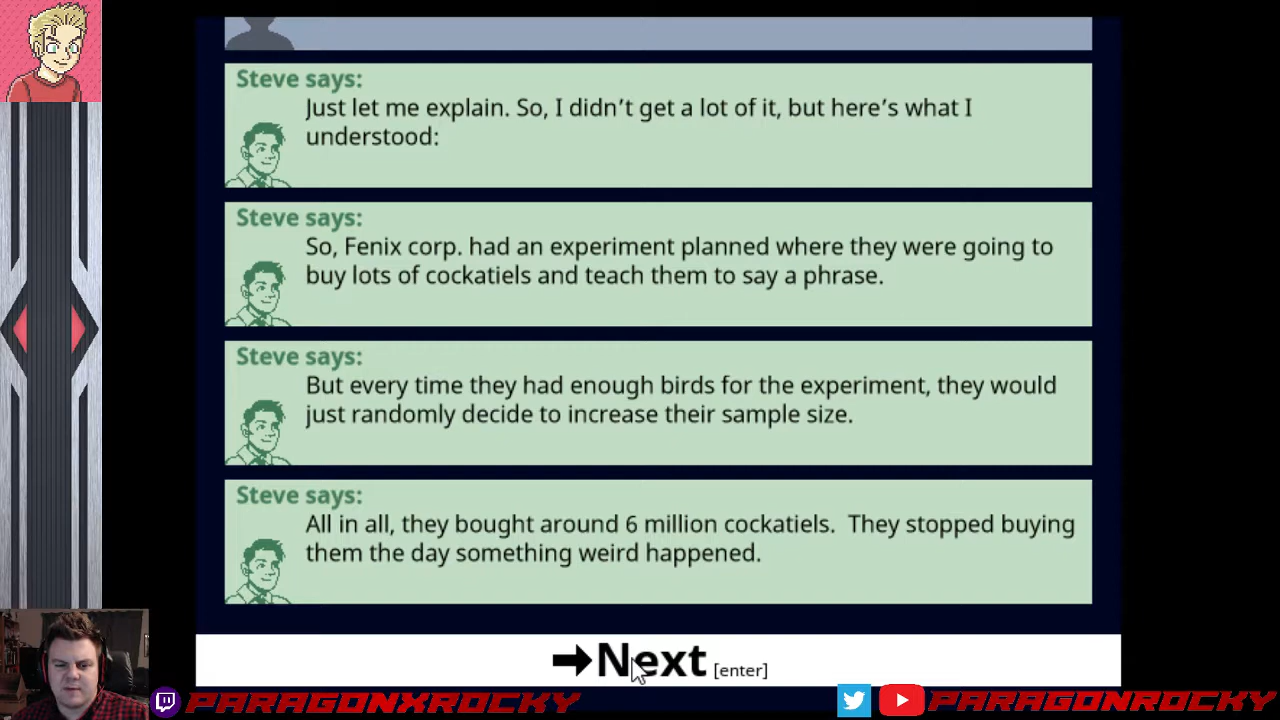 Steve says:
Just let me explain. So, I didn't get a lot of it, but here's what I
understood:
Steve says:
So, Fenix corp. had an experiment planned where they were going to
buy lots of cockatiels and teach them to say a phrase.
Steve says:
But every time they had enough birds for the experiment, they would
just randomly decide to increase their sample size.
Steve says:
All in all, they bought around 6 million cockatiels.  They stopped buying
them the day something weird happened.
Next [enter]
PARAGONXROCKY
PARAGONXROCKY